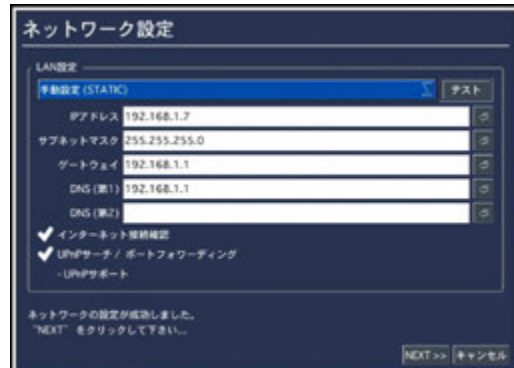 ネットワーク設定
LAN設定
手動設定 (STATIC)
テスト
IPアドレス 192.168.1.7
サブネットマスク 255.255.255.0
ゲートウェイ 192.168.1.1
DNS (第1) 192.168.1.1
DNS (第2)
インターネット接続確認
UPnPサーチ / ポートフォワーディング
- UPnPサポート
ネットワークの設定が成功しました。
"NEXT" をクリックして下さい...
NEXT >> キャンセル